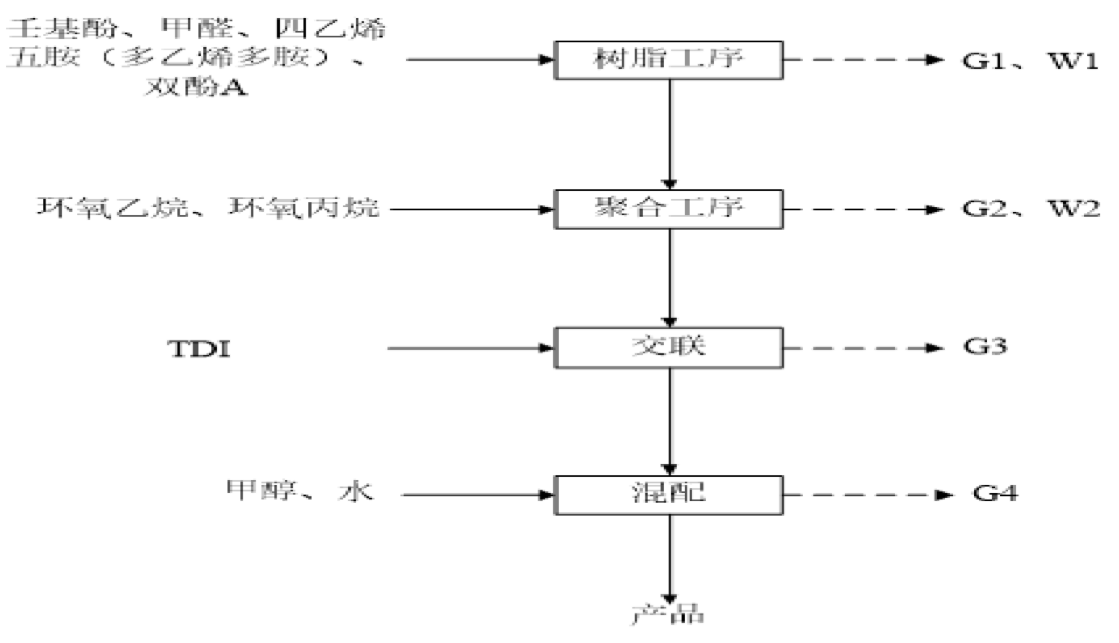 壬基酚、甲醛、四乙烯
五胺（多乙烯多胺）、
双酚A
树脂工序
G1、W1
环氧乙烷、环氧丙烷
聚合工序
G2、W2
TDI
交联
G3
甲醇、水
混配
G4
产品